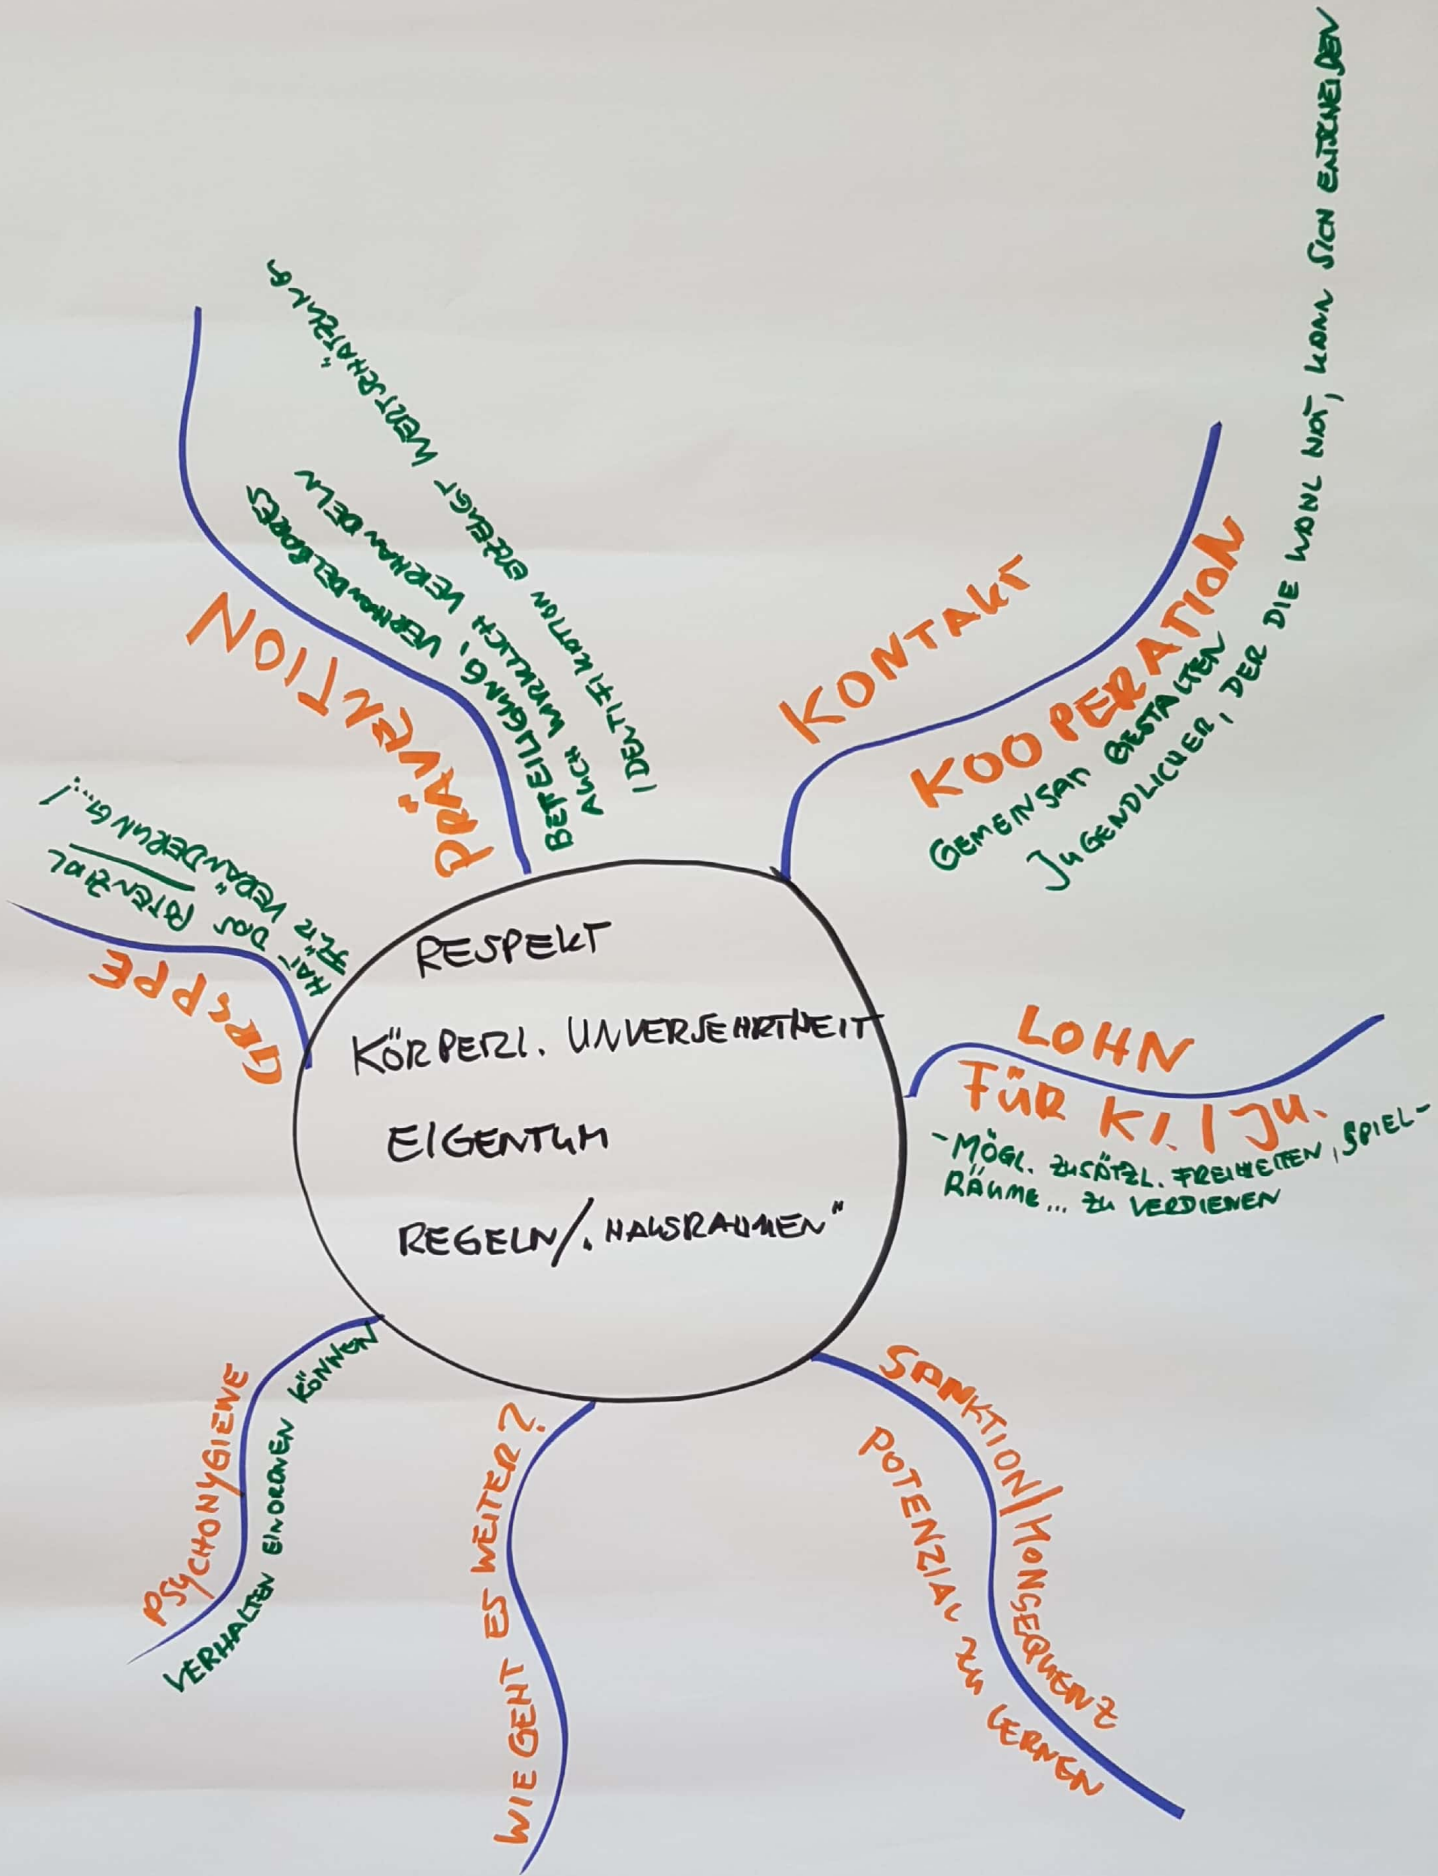 RESPEKT
KÖRPERL. UNVERSEHRTHEIT
EIGENTUM
REGELN/„HAUSRAHMEN"
KONTAKT
KOOPERATION
GEMEINSAM GESTALTEN
JUGENDLICHER, DER DIE WAHL HAT, KANN SICH ENTSCHEIDEN
LOHN
FÜR KI. / JU.
-MÖGL. ZUSÄTZL. FREIHEITEN, SPIEL-
RÄUME... ZU VERDIENEN
SANKTION/KONSEQUENZ
POTENZIAL ZU LERNEN
WIE GEHT ES WEITER?
PSYCHOHYGIENE
VERHALTEN EINORDNEN KÖNNEN
GRUPPE
HAT DAS POTENZIAL
FÜR VERÄNDERUNG...!
PRÄVENTION
BETEILIGUNG, VERHANDELBARES
AUCH WIRKLICH VERHANDELN
IDENTIFIKATION ERZEUGT WERTSCHÄTZUNG